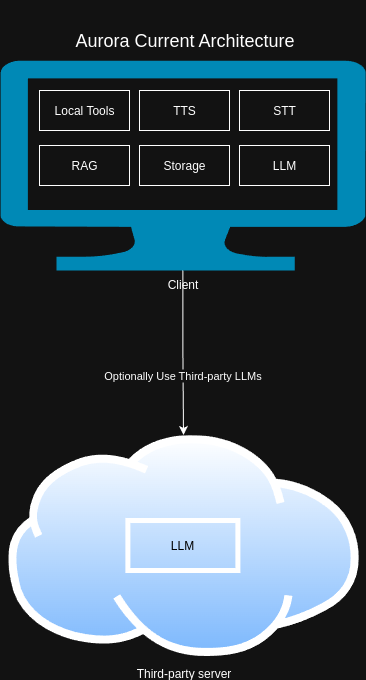 Aurora Current Architecture
Local Tools
TTS
STT
RAG
Storage
LLM
Client
Optionally Use Third-party LLMs
LLM
Third-party server